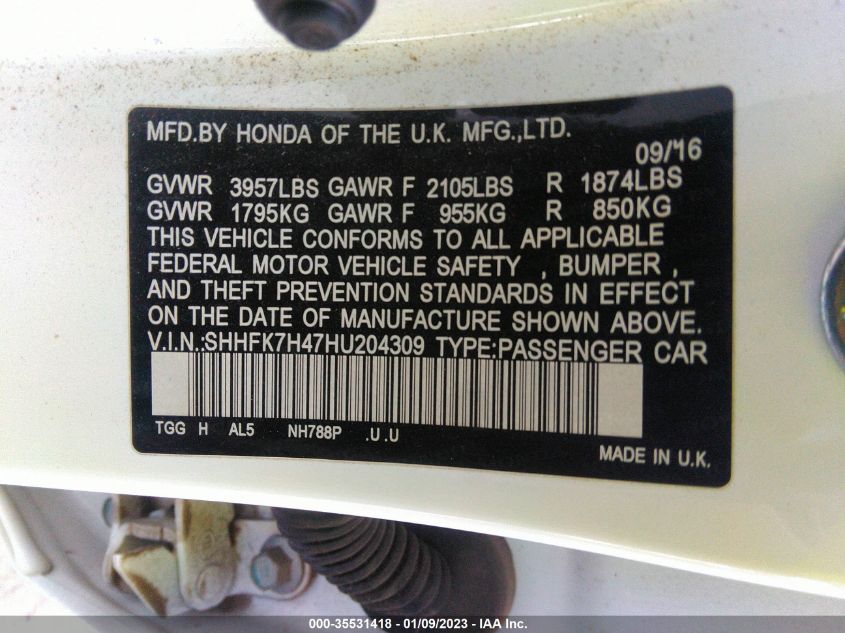 MFD.BY HONDA OF THE U.K. MFG.,LTD.
09/16
GVWR 3957LBS GAWR F 2105LBS R 1874LBS
GVWR 1795KG GAWR F 955KG R 850KG
THIS VEHICLE CONFORMS TO ALL APPLICABLE
FEDERAL MOTOR VEHICLE SAFETY , BUMPER ,
AND THEFT PREVENTION STANDARDS IN EFFECT
ON THE DATE OF MANUFACTURE SHOWN ABOVE.
V.I.N.:SHHFK7H47HU204309 TYPE:PASSENGER CAR
TGG H AL5 NH788P .U .U
MADE IN U.K.
000-35531418 - 01/09/2023 - IAA Inc.